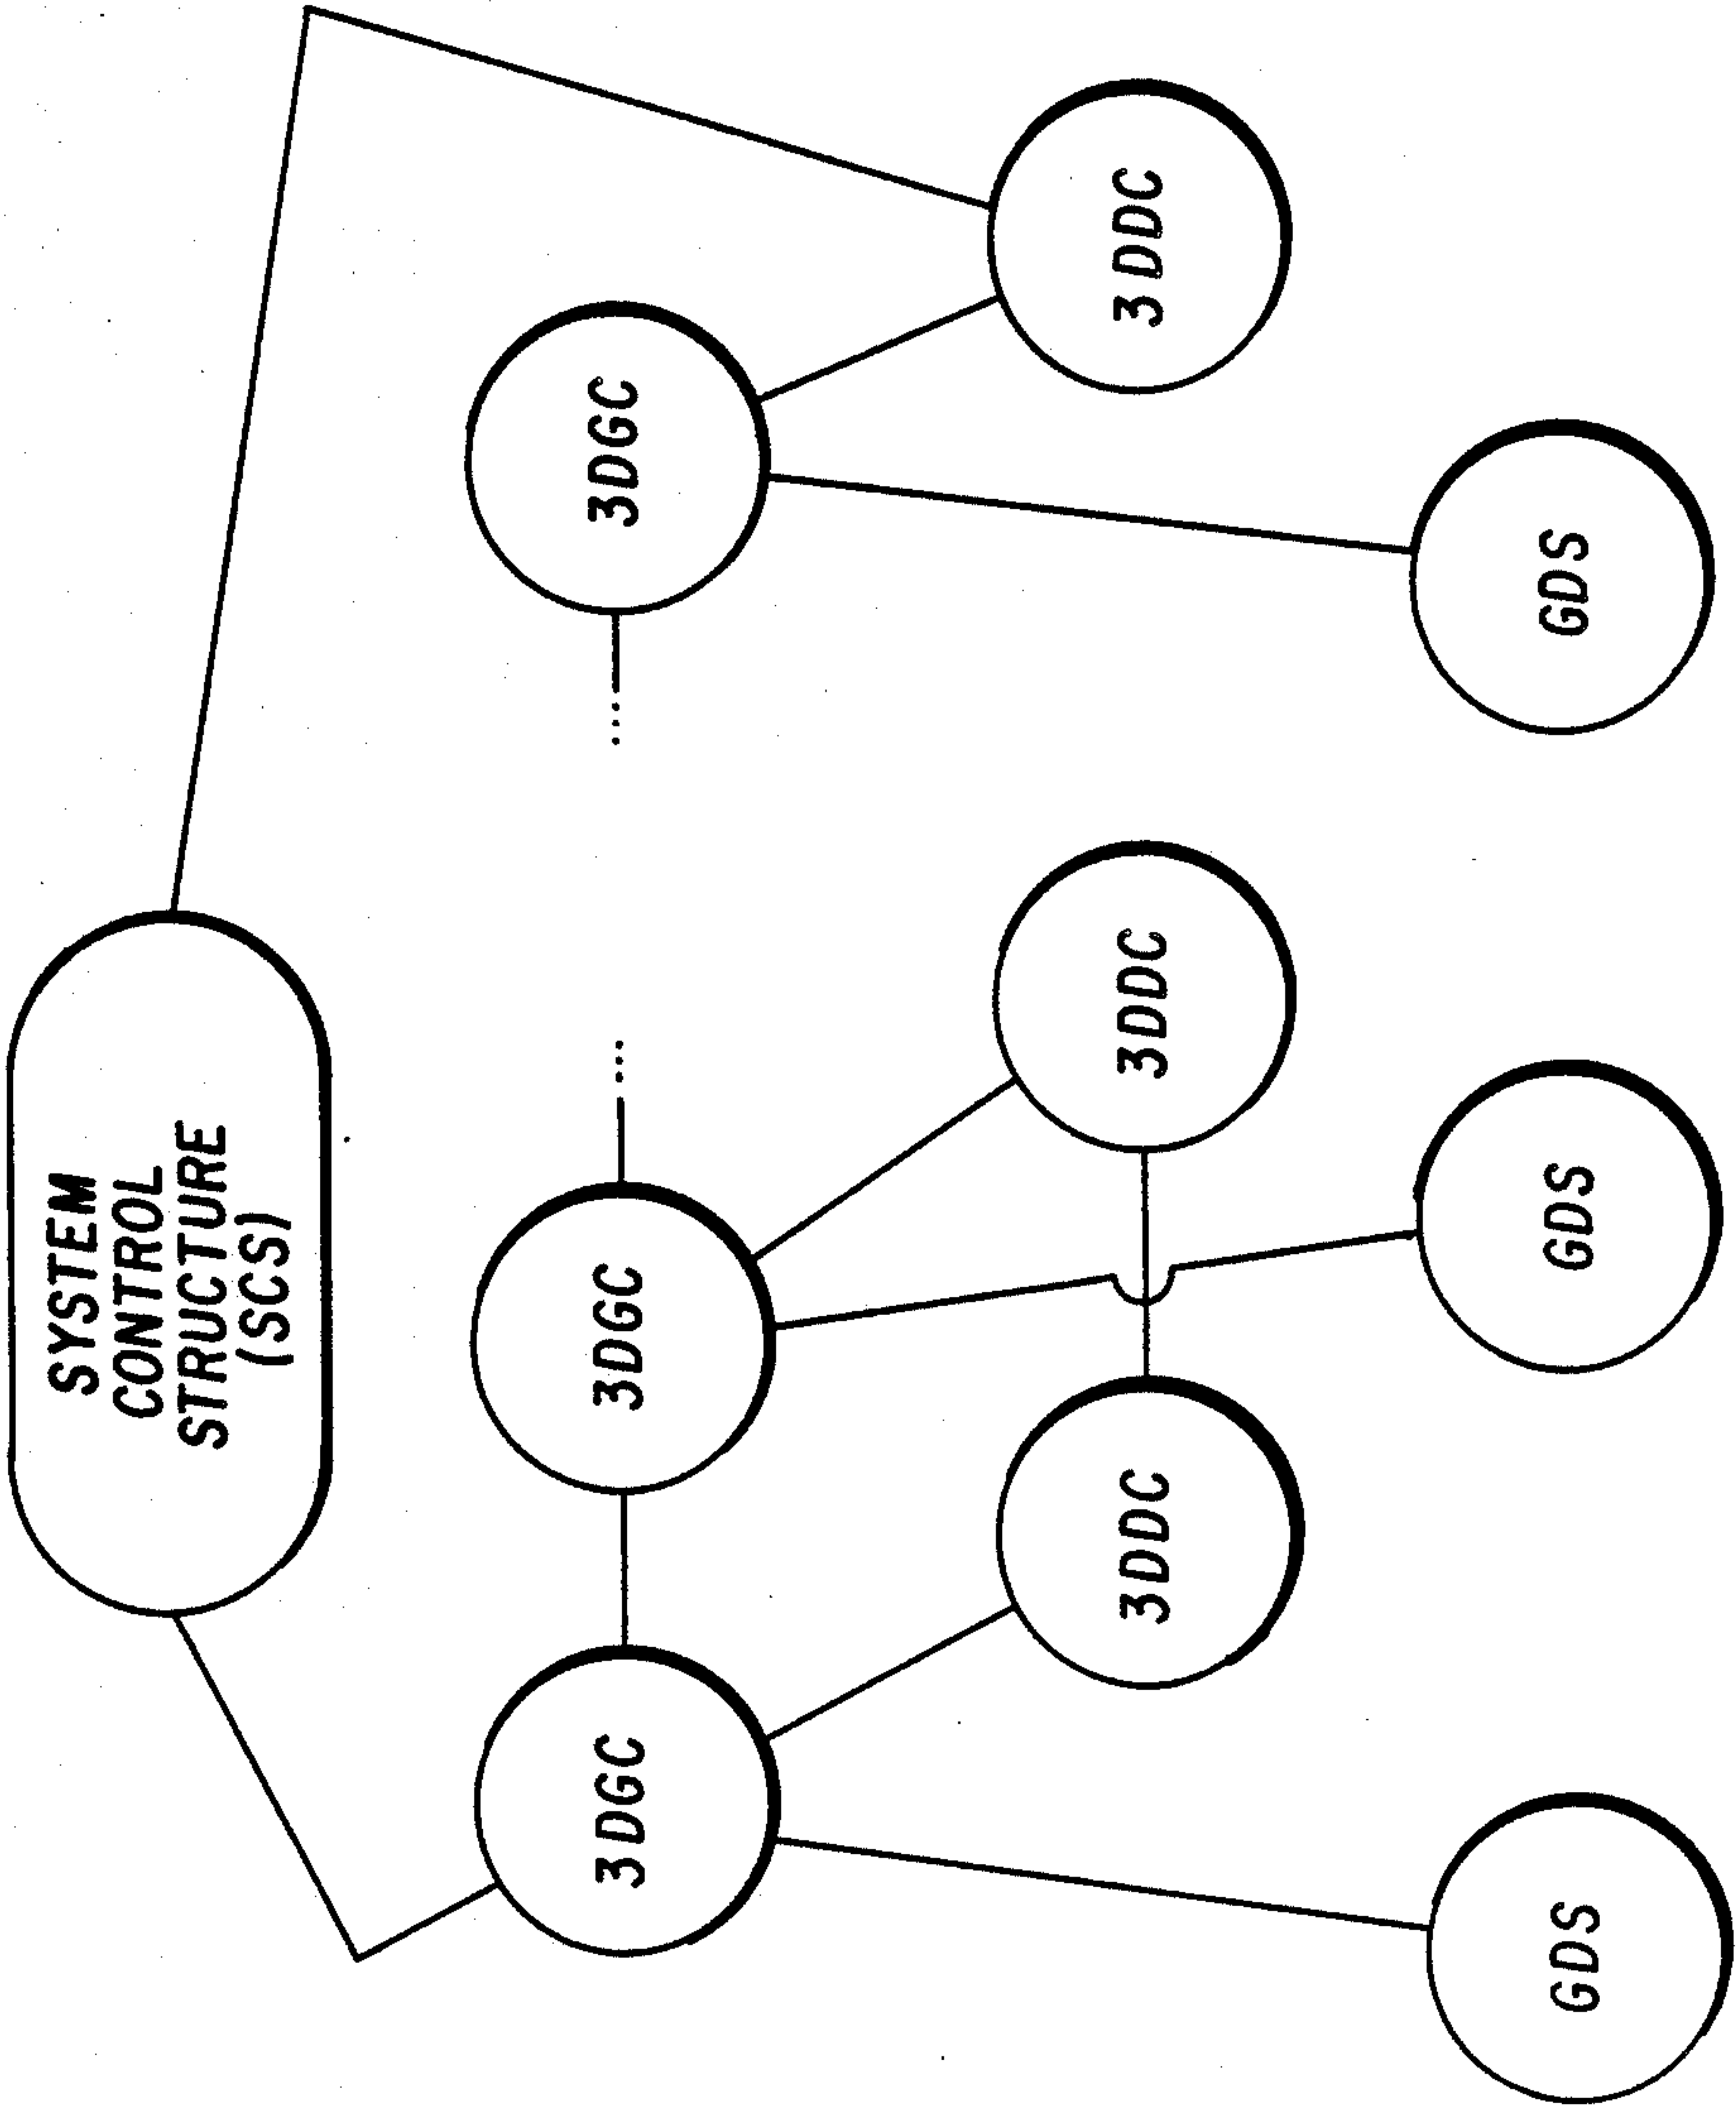 SYSTEM
CONTROL
STRUCTURE
(SCS)
3DGC
3DGC
3DGC
3DDC
3DDC
3DDC
GDS
GDS
GDS